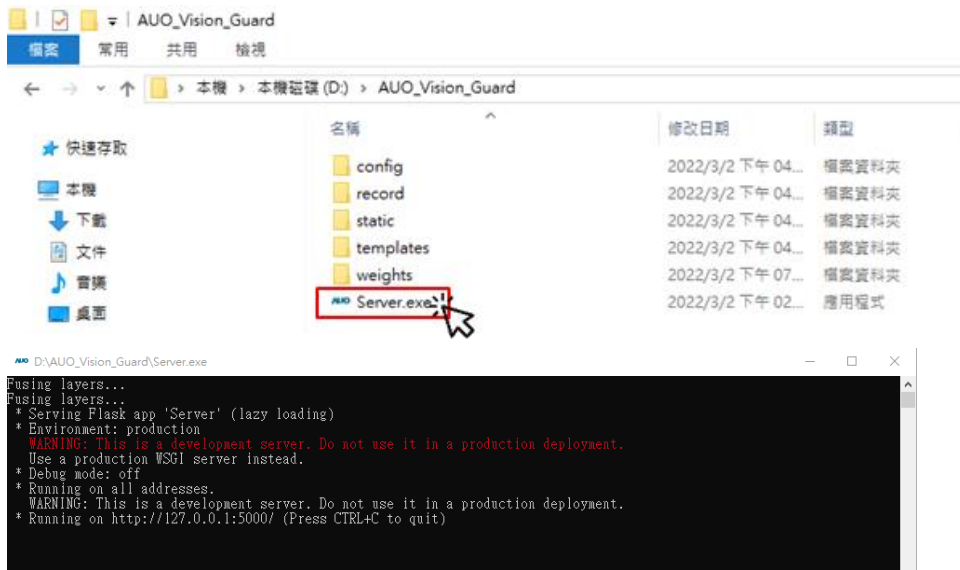 AUO_Vision_Guard
檔案 常用 共用 檢視
本機 > 本機磁碟 (D:) > AUO_Vision_Guard
名稱 修改日期 類型
快速存取
config 2022/3/2 下午 04... 檔案資料夾
本機
record 2022/3/2 下午 04... 檔案資料夾
下載
static 2022/3/2 下午 04... 檔案資料夾
文件
templates 2022/3/2 下午 04... 檔案資料夾
音樂
weights 2022/3/2 下午 07... 檔案資料夾
桌面
AUO Server.exe 2022/3/2 下午 02... 應用程式
AUO D:\AUO_Vision_Guard\Server.exe
Fusing layers...
Fusing layers...
* Serving Flask app 'Server' (lazy loading)
* Environment: production
WARNING: This is a development server. Do not use it in a production deployment.
Use a production WSGI server instead.
* Debug mode: off
* Running on all addresses.
WARNING: This is a development server. Do not use it in a production deployment.
* Running on http://127.0.0.1:5000/ (Press CTRL+C to quit)